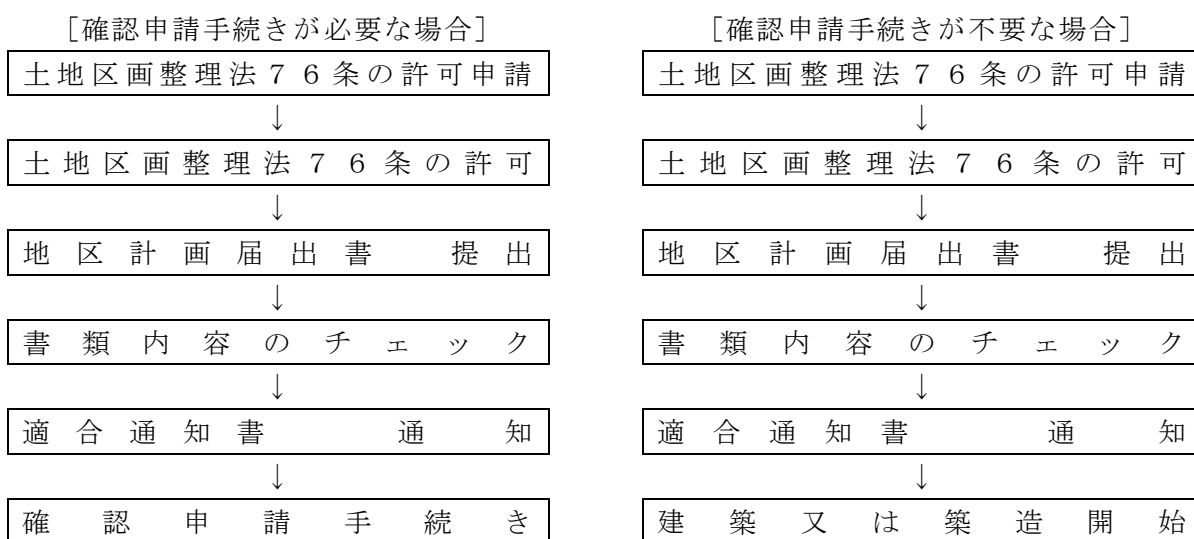 ［確認申請手続きが必要な場合］
土地区画整理法７６条の許可申請
↓
土地区画整理法７６条の許可
↓
地区計画届出書　提出
↓
書類内容のチェック
↓
適合通知書　通知
↓
確認申請手続き
［確認申請手続きが不要な場合］
土地区画整理法７６条の許可申請
↓
土地区画整理法７６条の許可
↓
地区計画届出書　提出
↓
書類内容のチェック
↓
適合通知書　通知
↓
建築又は築造開始